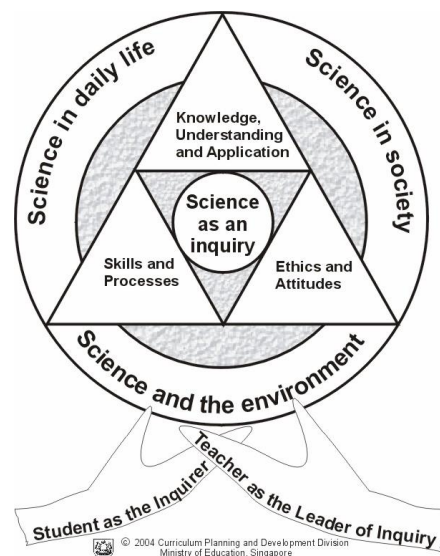 Science in daily life
Science in society
Knowledge,
Understanding
and Application
Science
as an
inquiry
Skills and
Processes
Ethics and
Attitudes
Science and the environment
Student as the Inquirer
Teacher as the Leader of Inquiry
© 2004 Curriculum Planning and Development Division
Ministry of Education, Singapore